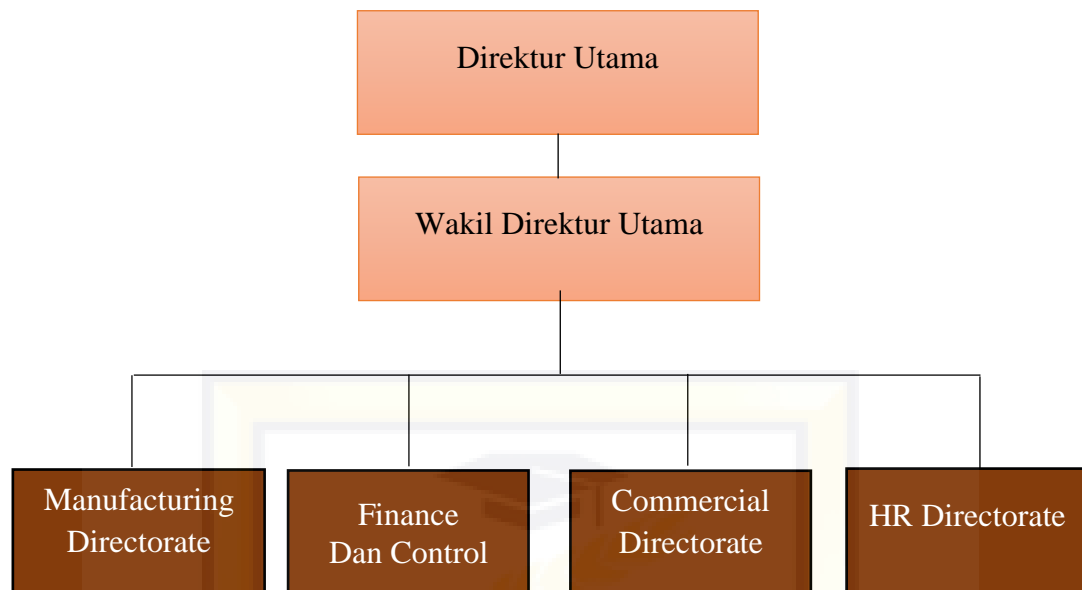 Direktur Utama
Wakil Direktur Utama
Manufacturing
Directorate
Finance
Dan Control
Commercial
Directorate
HR Directorate